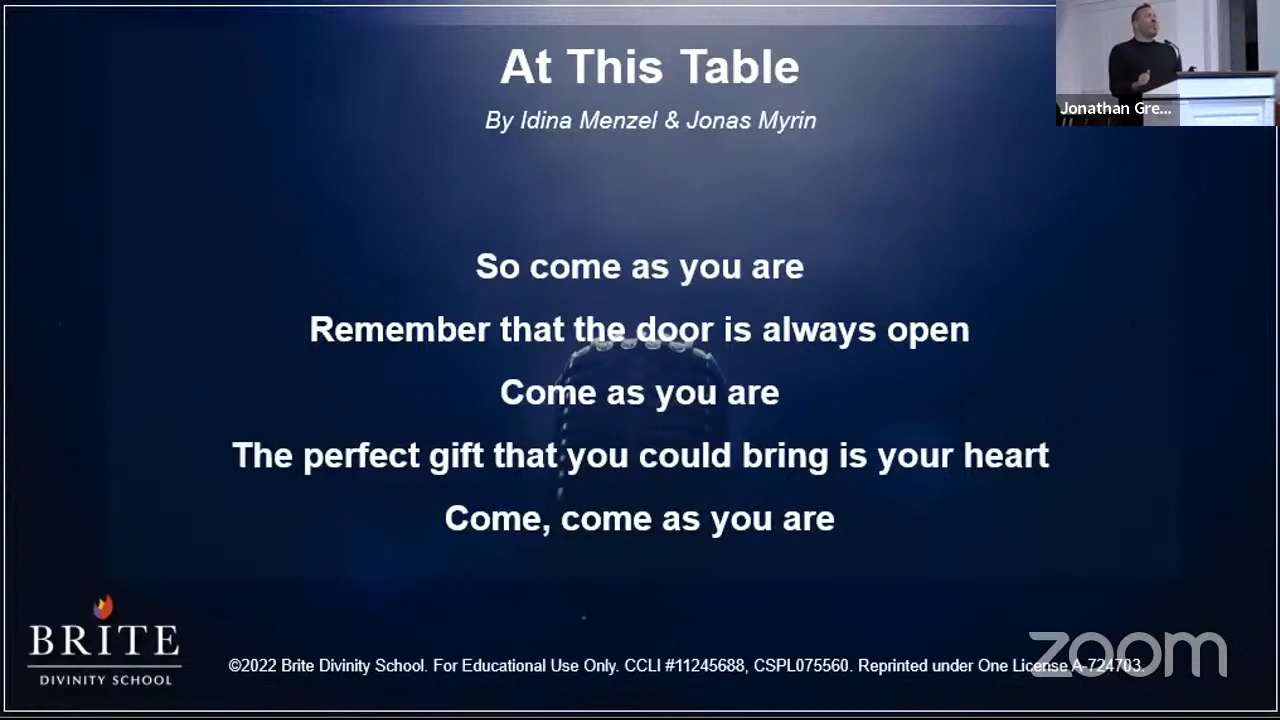 At This Table
By Idina Menzel & Jonas Myrin
Jonathan Gre...
So come as you are
Remember that the door is always open
Come as you are
The perfect gift that you could bring is your heart
Come, come as you are
BRITE
DIVINITY SCHOOL
©2022 Brite Divinity School. For Educational Use Only. CCLI #11245688, CSPL075560. Reprinted under One License A-724703.
zoom